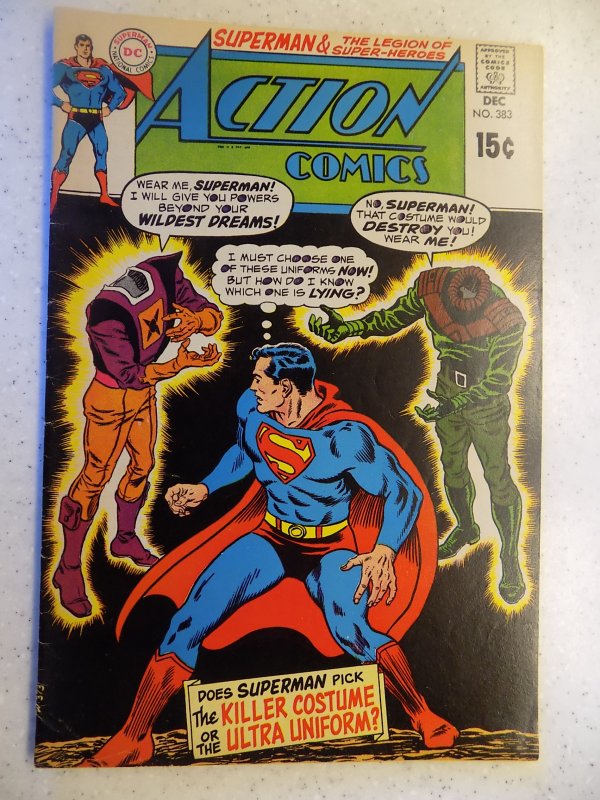 SUPERMAN & THE LEGION OF
SUPER-HEROES
SUPERMAN
DC
NATIONAL COMICS
ACTION
COMICS
APPROVED
BY THE
COMICS
CODE
AUTHORITY
DEC
NO. 383
15¢
WEAR ME, SUPERMAN!
I WILL GIVE YOU POWERS
BEYOND YOUR
WILDEST DREAMS!
NO, SUPERMAN!
THAT COSTUME WOULD
DESTROY YOU!
WEAR ME!
I MUST CHOOSE ONE
OF THESE UNIFORMS NOW!
BUT HOW DO I KNOW
WHICH ONE IS LYING?
S
DOES SUPERMAN PICK
The KILLER COSTUME
OR
THE ULTRA UNIFORM?